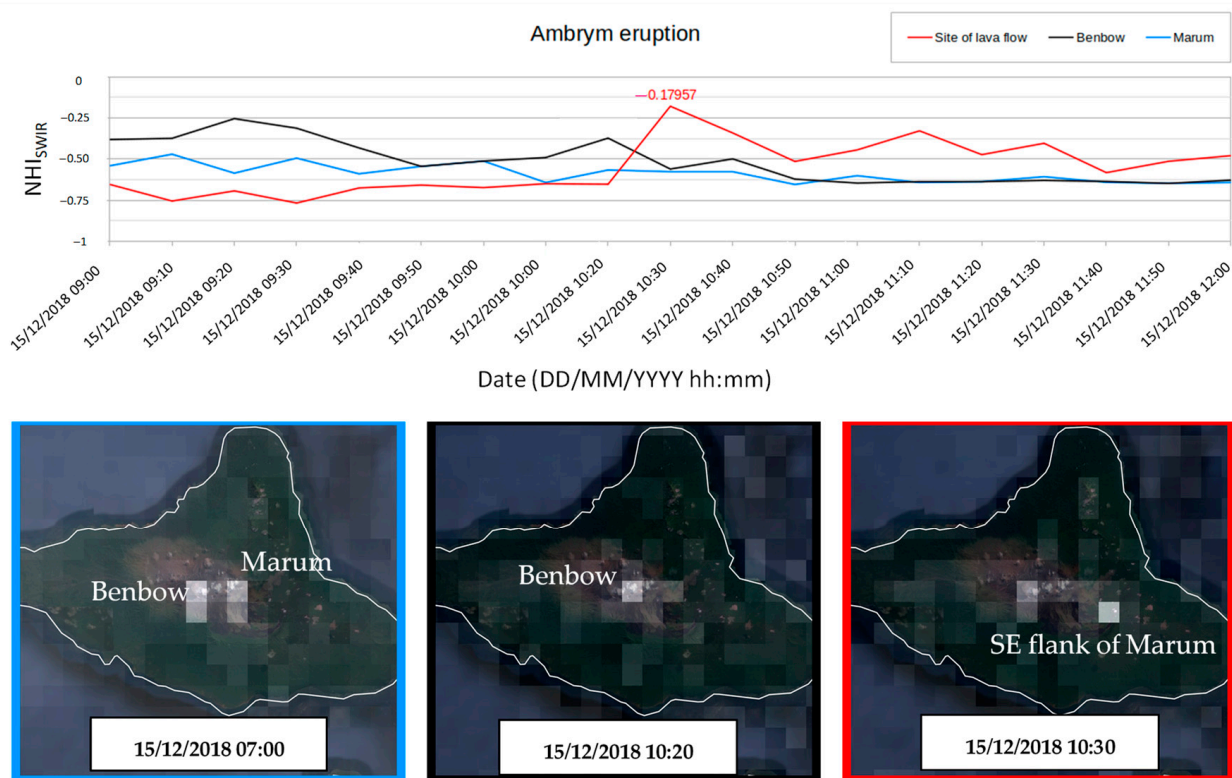 Ambrym eruption
Site of lava flow
Benbow
Marum
NHISWIR
0
−0.25
−0.50
−0.75
−1
—0.17957
15/12/2018 09:00
15/12/2018 09:10
15/12/2018 09:20
15/12/2018 09:30
15/12/2018 09:40
15/12/2018 09:50
15/12/2018 10:00
15/12/2018 10:00
15/12/2018 10:20
15/12/2018 10:30
15/12/2018 10:40
15/12/2018 10:50
15/12/2018 11:00
15/12/2018 11:10
15/12/2018 11:20
15/12/2018 11:30
15/12/2018 11:40
15/12/2018 11:50
15/12/2018 12:00
Date (DD/MM/YYYY hh:mm)
Marum
Benbow
15/12/2018 07:00
Benbow
15/12/2018 10:20
SE flank of Marum
15/12/2018 10:30